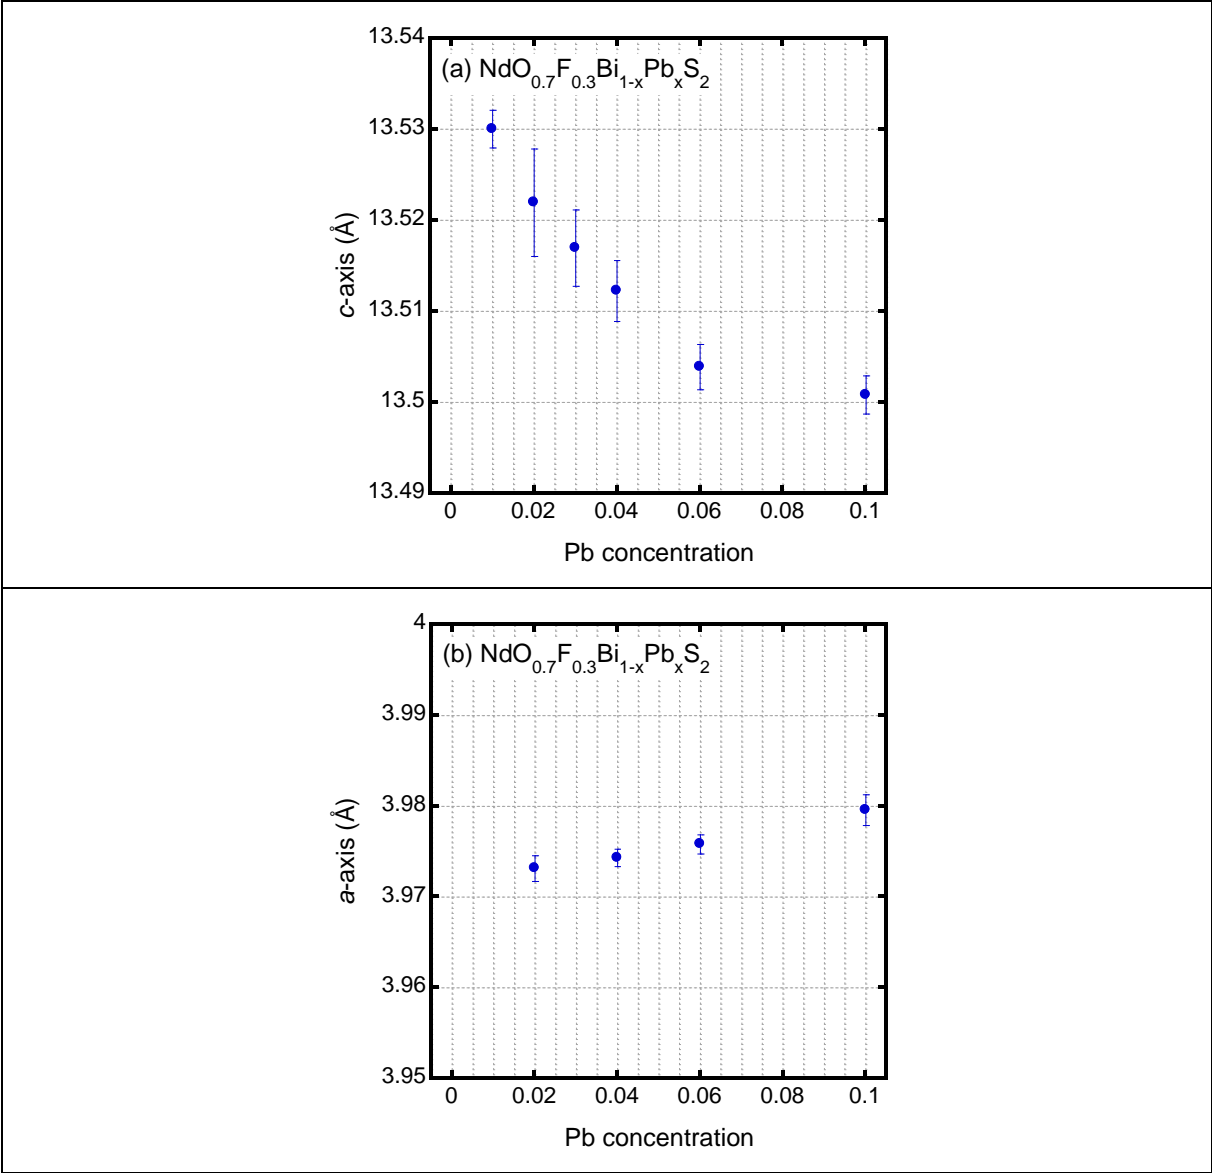 13.54
(a) NdO0.7F0.3Bi1-xPbxS2
13.53
13.52
13.51
13.5
13.49
c-axis (Å)
0 0.02 0.04 0.06 0.08 0.1
Pb concentration
4
(b) NdO0.7F0.3Bi1-xPbxS2
3.99
3.98
3.97
3.96
3.95
a-axis (Å)
0 0.02 0.04 0.06 0.08 0.1
Pb concentration